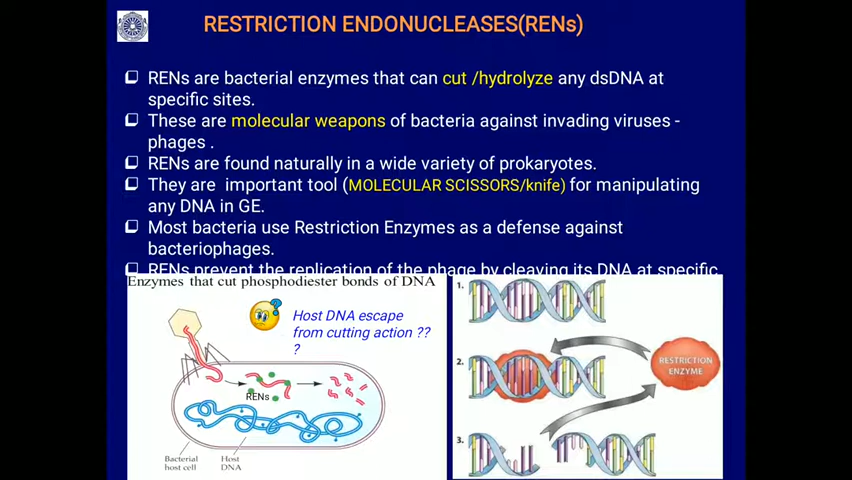 RESTRICTION ENDONUCLEASES(RENs)
❑ RENs are bacterial enzymes that can cut /hydrolyze any dsDNA at
specific sites.
❑ These are molecular weapons of bacteria against invading viruses -
phages .
❑ RENs are found naturally in a wide variety of prokaryotes.
❑ They are important tool (MOLECULAR SCISSORS/knife) for manipulating
any DNA in GE.
❑ Most bacteria use Restriction Enzymes as a defense against
bacteriophages.
❑ RENs prevent the replication of the phage by cleaving its DNA at specific
Enzymes that cut phosphodiester bonds of DNA
Host DNA escape
from cutting action ??
?
RENs
Bacterial
host cell
Host
DNA
1.
2.
RESTRICTION
ENZYME
3.